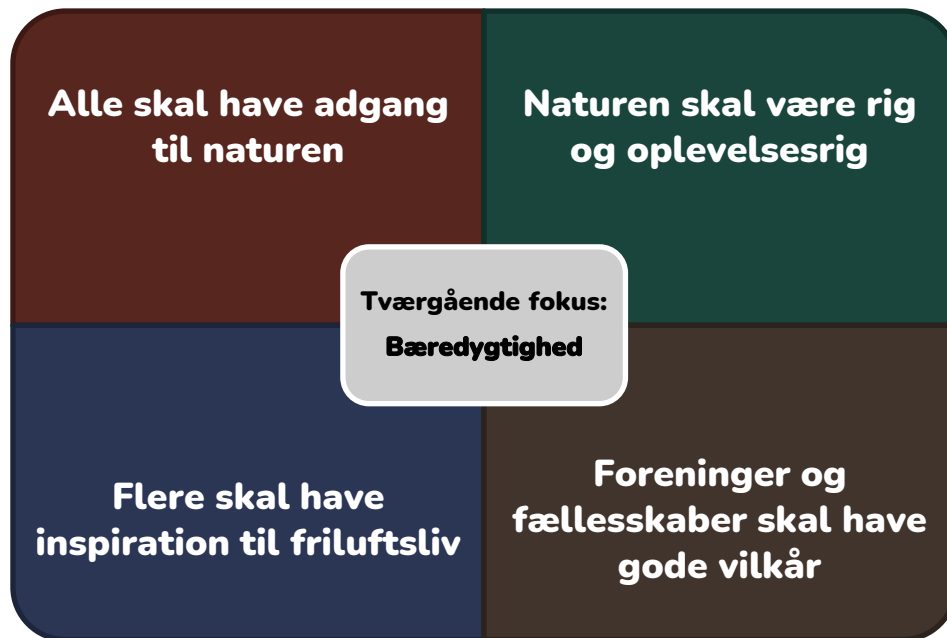 Alle skal have adgang
til naturen
Naturen skal være rig
og oplevelsesrig
Tværgående fokus:
Bæredygtighed
Flere skal have
inspiration til friluftsliv
Foreninger og
fællesskaber skal have
gode vilkår